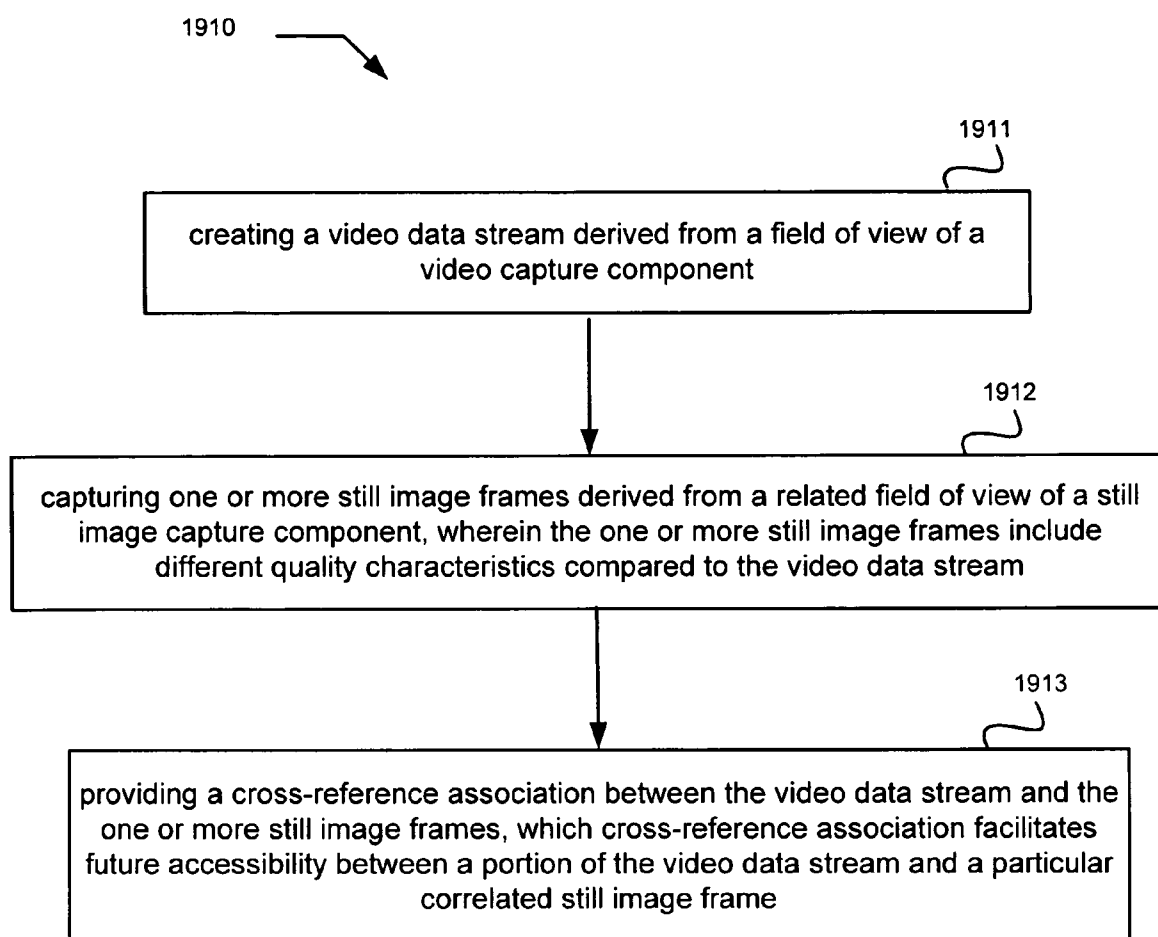 1910
1911
creating a video data stream derived from a field of view of a
video capture component
1912
capturing one or more still image frames derived from a related field of view of a still
image capture component, wherein the one or more still image frames include
different quality characteristics compared to the video data stream
1913
providing a cross-reference association between the video data stream and the
one or more still image frames, which cross-reference association facilitates
future accessibility between a portion of the video data stream and a particular
correlated still image frame